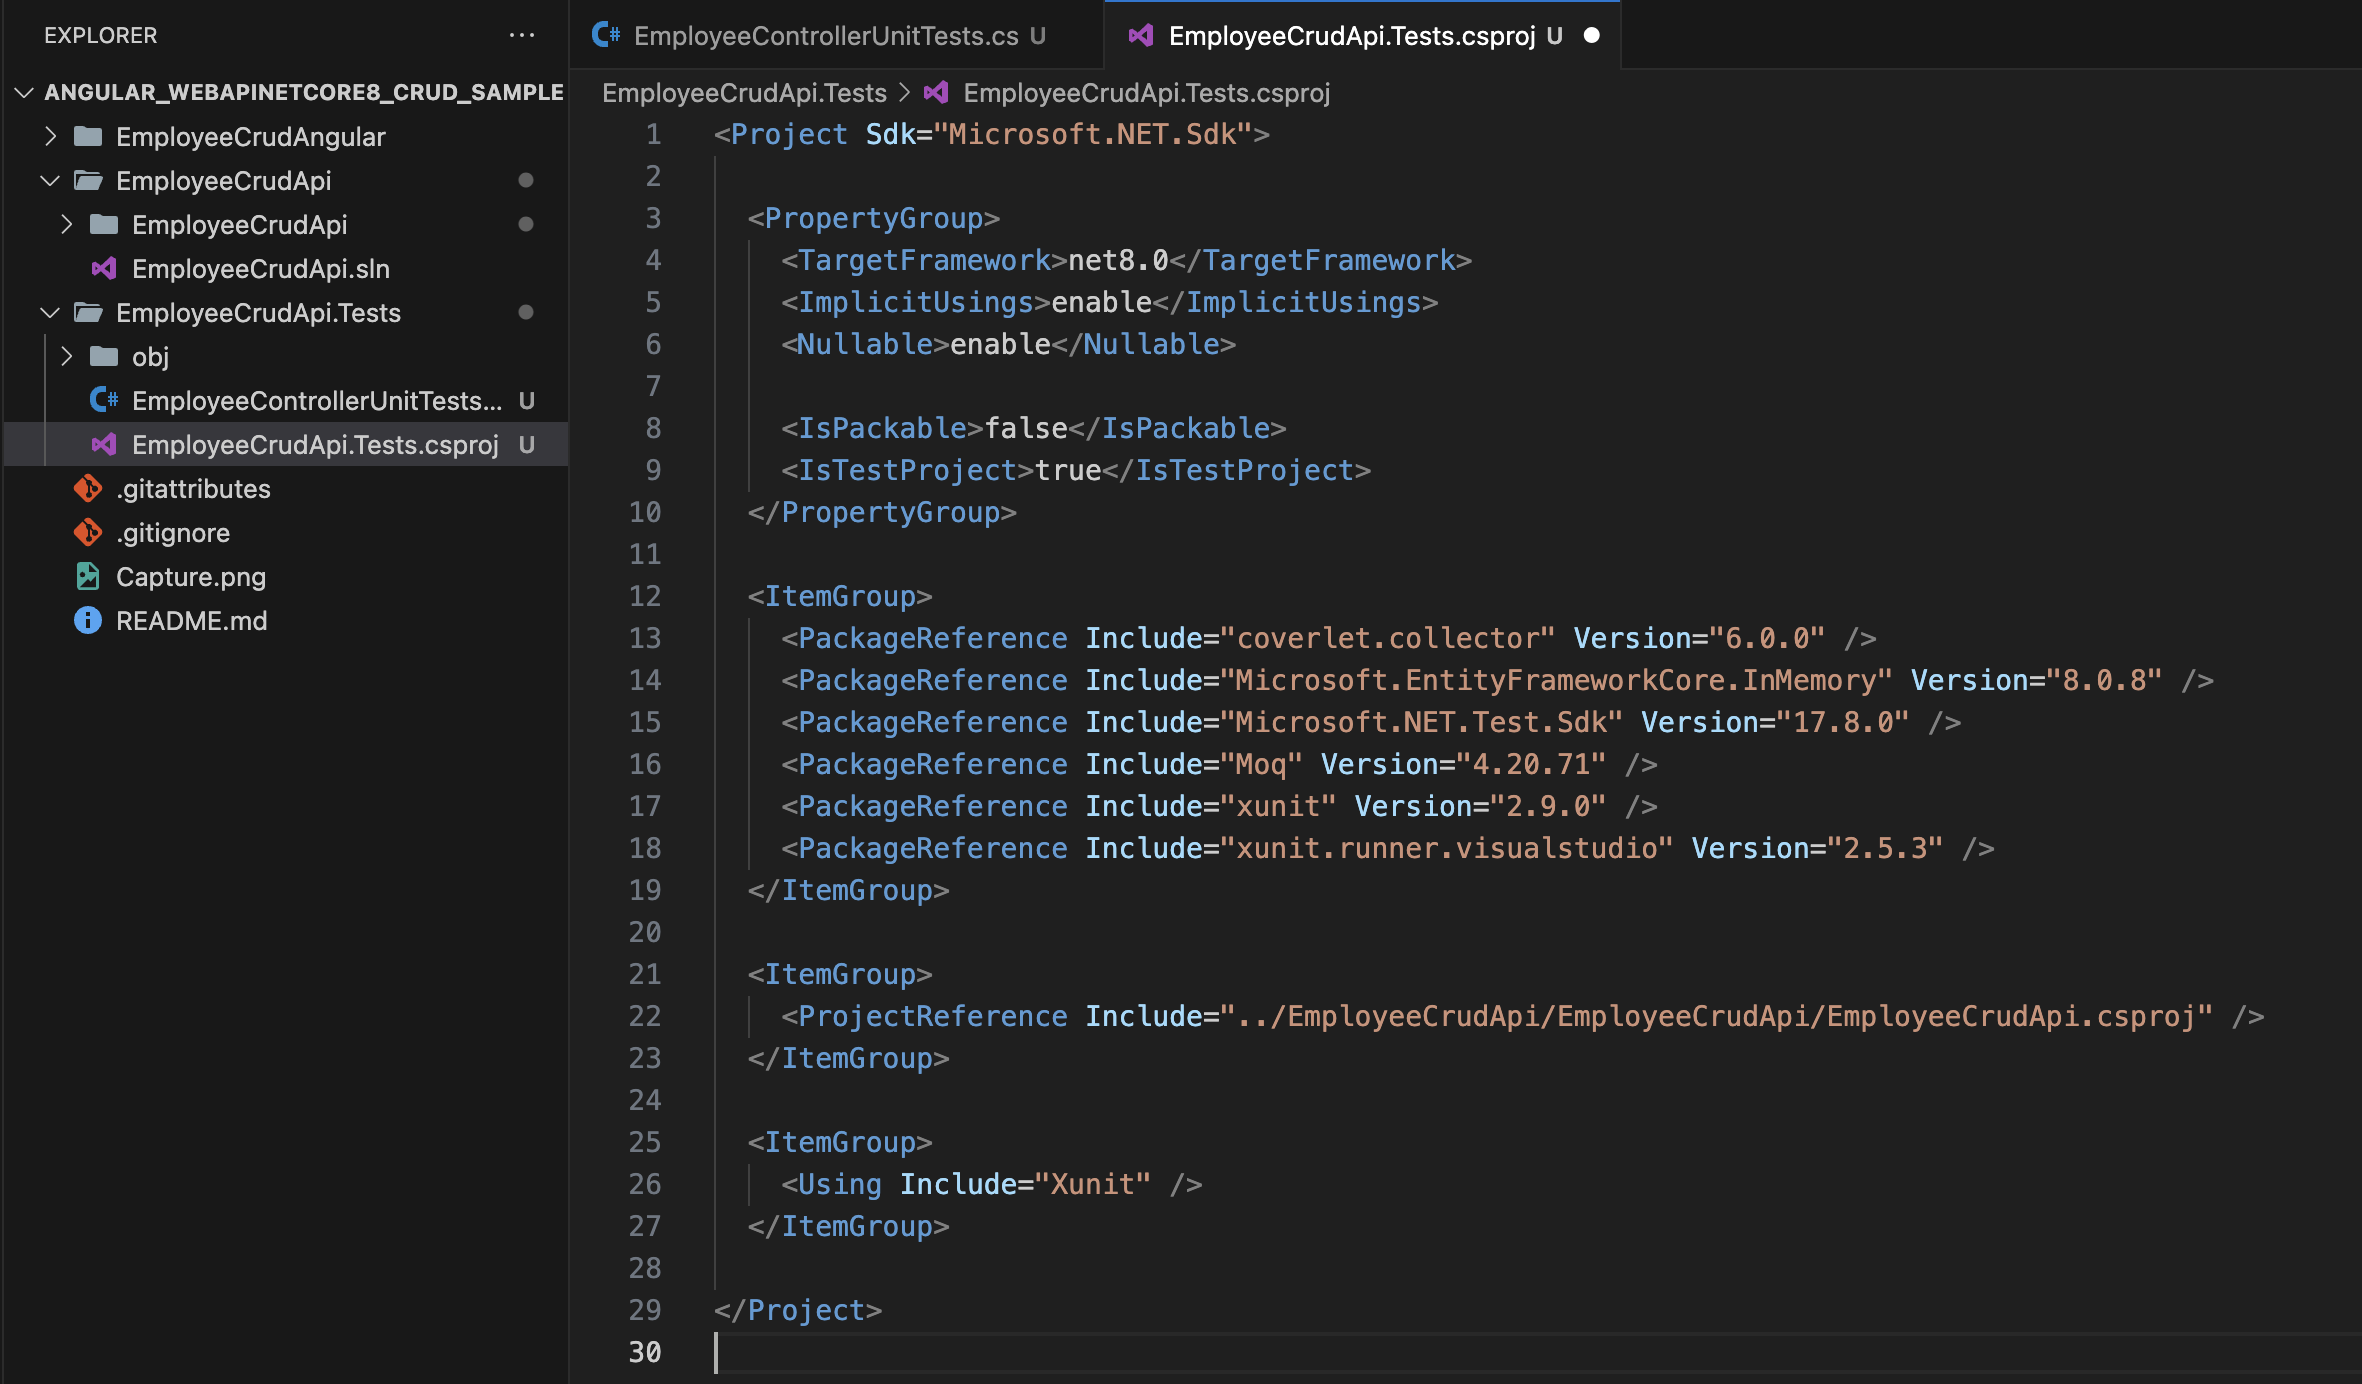 EXPLORER
ANGULAR_WEBAPINETCORE8_CRUD_SAMPLE
EmployeeCrudAngular
EmployeeCrudApi
EmployeeCrudApi
EmployeeCrudApi.sln
EmployeeCrudApi.Tests
obj
EmployeeControllerUnitTests... U
EmployeeCrudApi.Tests.csproj U
.gitattributes
.gitignore
Capture.png
README.md
EmployeeControllerUnitTests.cs U
EmployeeCrudApi.Tests.csproj U
EmployeeCrudApi.Tests > EmployeeCrudApi.Tests.csproj
1 <Project Sdk="Microsoft.NET.Sdk">
2
3 <PropertyGroup>
4 <TargetFramework>net8.0</TargetFramework>
5 <ImplicitUsings>enable</ImplicitUsings>
6 <Nullable>enable</Nullable>
7
8 <IsPackable>false</IsPackable>
9 <IsTestProject>true</IsTestProject>
10 </PropertyGroup>
11
12 <ItemGroup>
13 <PackageReference Include="coverlet.collector" Version="6.0.0" />
14 <PackageReference Include="Microsoft.EntityFrameworkCore.InMemory" Version="8.0.8" />
15 <PackageReference Include="Microsoft.NET.Test.Sdk" Version="17.8.0" />
16 <PackageReference Include="Moq" Version="4.20.71" />
17 <PackageReference Include="xunit" Version="2.9.0" />
18 <PackageReference Include="xunit.runner.visualstudio" Version="2.5.3" />
19 </ItemGroup>
20
21 <ItemGroup>
22 <ProjectReference Include="../EmployeeCrudApi/EmployeeCrudApi/EmployeeCrudApi.csproj" />
23 </ItemGroup>
24
25 <ItemGroup>
26 <Using Include="Xunit" />
27 </ItemGroup>
28
29 </Project>
30